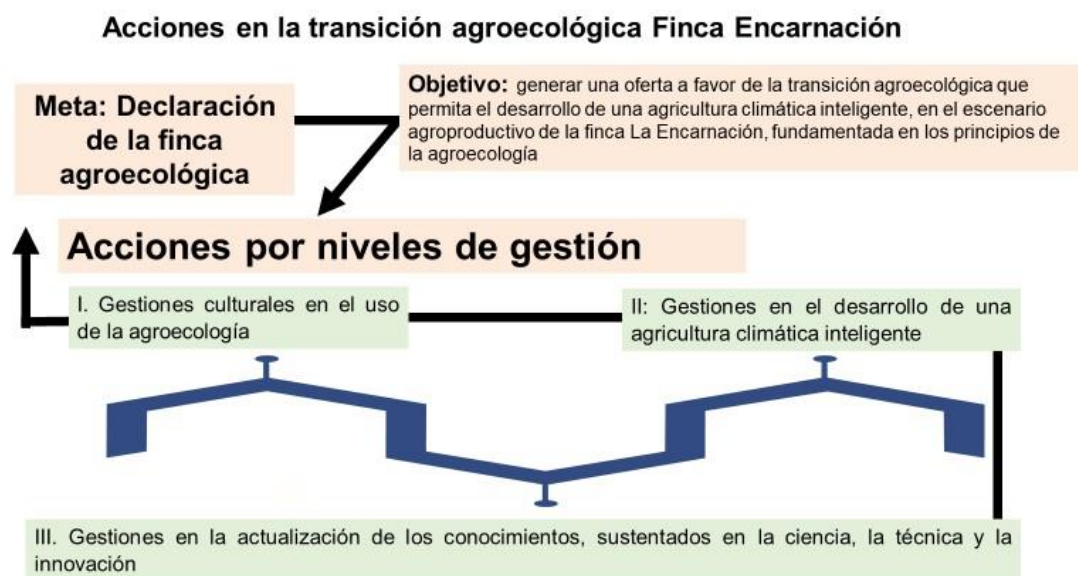 Acciones en la transición agroecológica Finca Encarnación
Meta: Declaración
de la finca
agroecológica
Objetivo: generar una oferta a favor de la transición agroecológica que
permita el desarrollo de una agricultura climática inteligente, en el escenario
agroproductivo de la finca La Encarnación, fundamentada en los principios de
la agroecología
Acciones por niveles de gestión
I. Gestiones culturales en el uso
de la agroecología
II: Gestiones en el desarrollo de una
agricultura climática inteligente
III. Gestiones en la actualización de los conocimientos, sustentados en la ciencia, la técnica y la
innovación